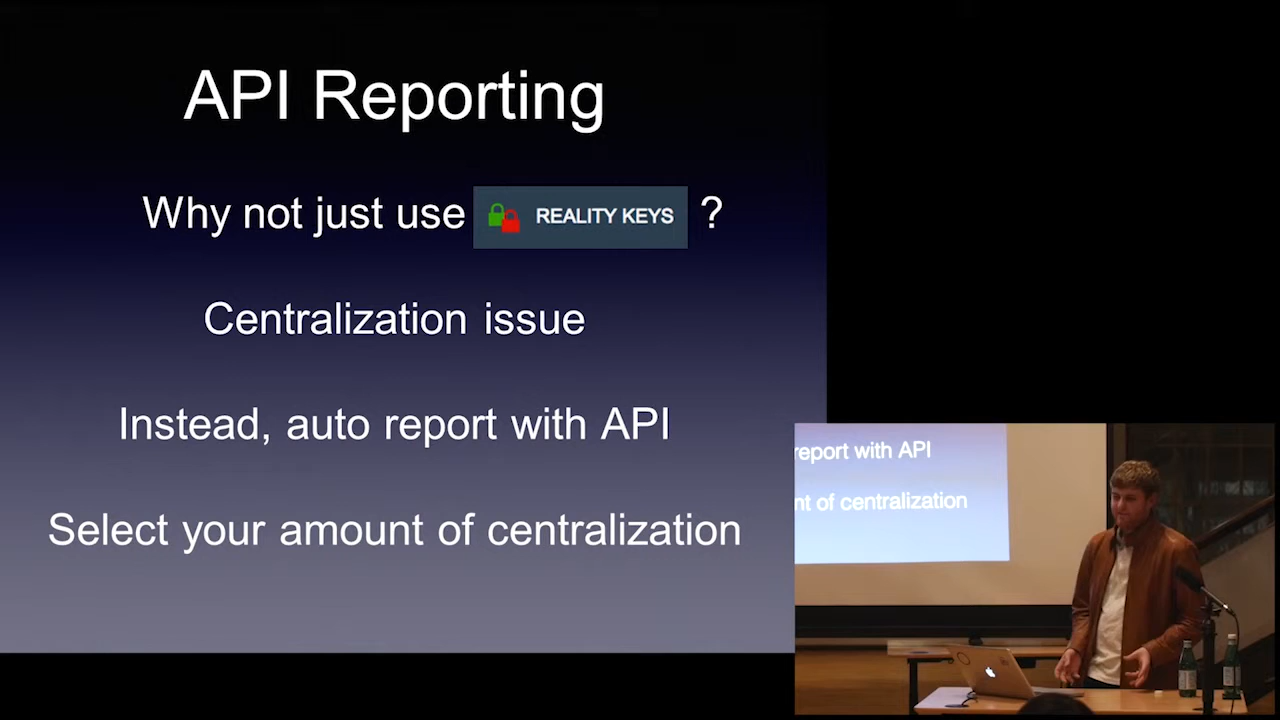 API Reporting
Why not just use REALITY KEYS ?
Centralization issue
Instead, auto report with API
Select your amount of centralization
report with API
nt of centralization